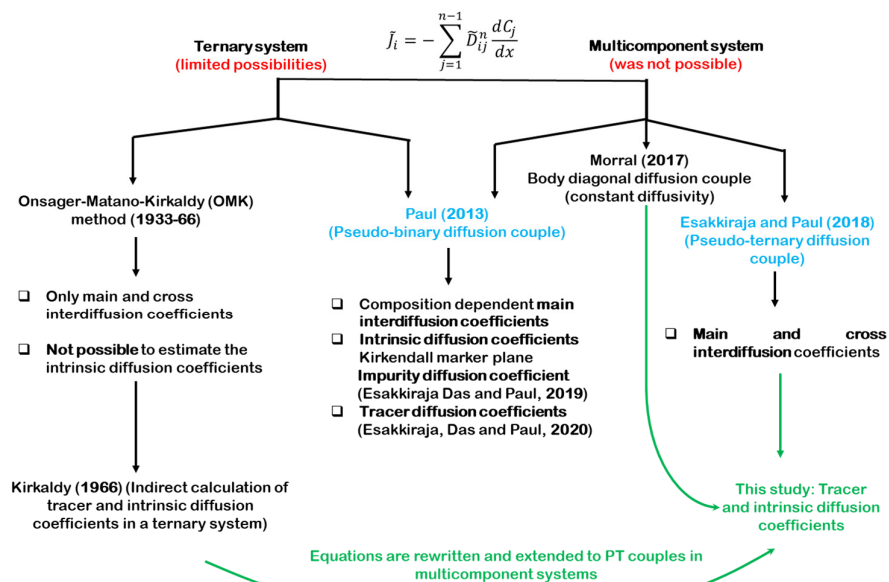 Ternary system
(limited possibilities)
J̃_i = − ∑_{j=1}^{n−1} D̃_{ij}^n dC_j/dx
Multicomponent system
(was not possible)
Onsager-Matano-Kirkaldy (OMK)
method (1933-66)
❑ Only main and cross
interdiffusion coefficients
❑ Not possible to estimate the
intrinsic diffusion coefficients
Kirkaldy (1966) (Indirect calculation of
tracer and intrinsic diffusion
coefficients in a ternary system)
Paul (2013)
(Pseudo-binary diffusion couple)
❑ Composition dependent main
interdiffusion coefficients
❑ Intrinsic diffusion coefficients
Kirkendall marker plane
Impurity diffusion coefficient
(Esakkiraja Das and Paul, 2019)
❑ Tracer diffusion coefficients
(Esakkiraja, Das and Paul, 2020)
Morral (2017)
Body diagonal diffusion couple
(constant diffusivity)
Esakkiraja and Paul (2018)
(Pseudo-ternary diffusion
couple)
❑ Main and cross
interdiffusion coefficients
This study: Tracer
and intrinsic diffusion
coefficients
Equations are rewritten and extended to PT couples in
multicomponent systems